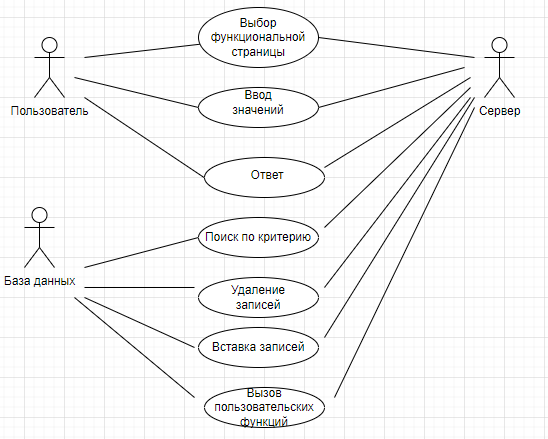 Выбор
функциональной
страницы
Пользователь
Ввод
значений
Сервер
Ответ
Поиск по критерию
База данных
Удаление
записей
Вставка записей
Вызов
пользовательских
функций